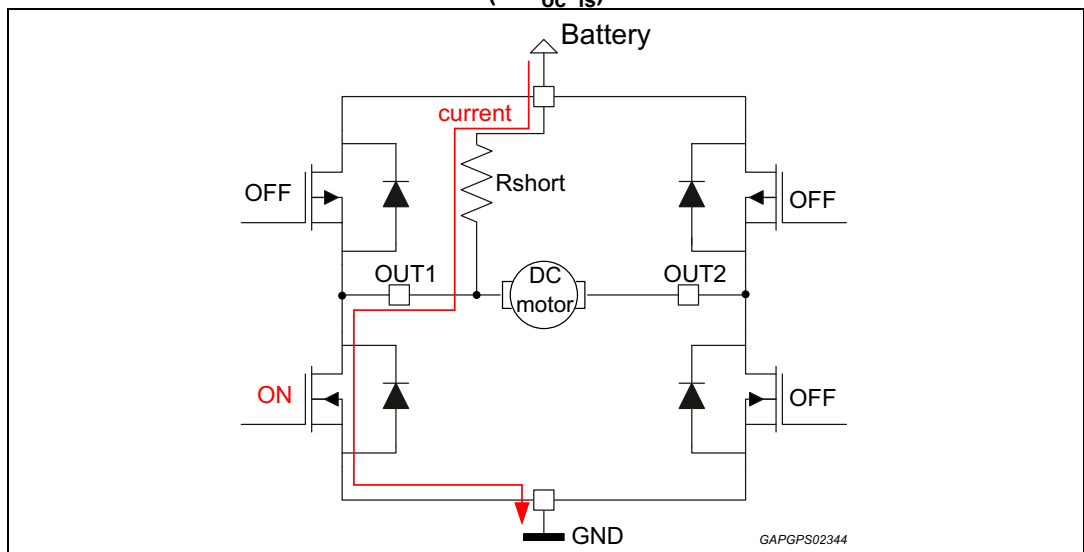 Battery
current
Rshort
OFF
OFF
OUT1
DC
motor
OUT2
ON
OFF
GND
GAPGPS02344